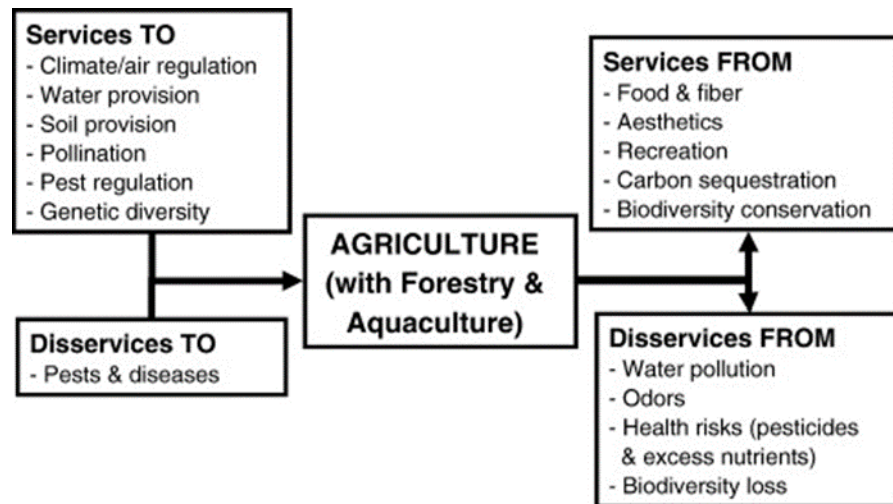 Services TO
- Climate/air regulation
- Water provision
- Soil provision
- Pollination
- Pest regulation
- Genetic diversity
Disservices TO
- Pests & diseases
AGRICULTURE
(with Forestry &
Aquaculture)
Services FROM
- Food & fiber
- Aesthetics
- Recreation
- Carbon sequestration
- Biodiversity conservation
Disservices FROM
- Water pollution
- Odors
- Health risks (pesticides
& excess nutrients)
- Biodiversity loss